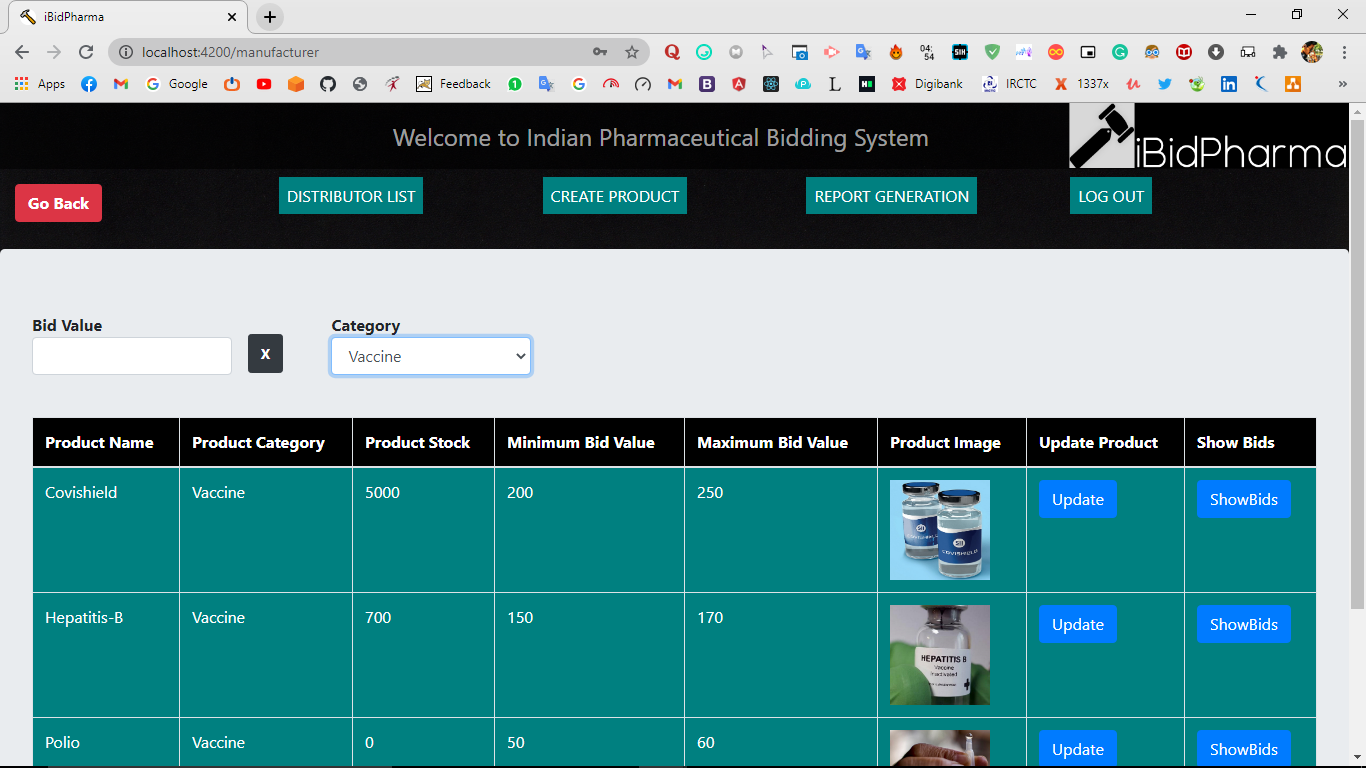 iBidPharma
localhost:4200/manufacturer
04:
54
Apps
Google
Feedback
Digibank
IRCTC
1337x
Welcome to Indian Pharmaceutical Bidding System
iBidPharma
Go Back
DISTRIBUTOR LIST
CREATE PRODUCT
REPORT GENERATION
LOG OUT
Bid Value
Category
X
Vaccine
Product Name Product Category Product Stock Minimum Bid Value Maximum Bid Value Product Image Update Product Show Bids
Covishield Vaccine 5000 200 250 Update ShowBids
SII
COVISHIELD
Hepatitis-B Vaccine 700 150 170 Update ShowBids
HEPATITIS B
Vaccine
Polio Vaccine 0 50 60 Update ShowBids